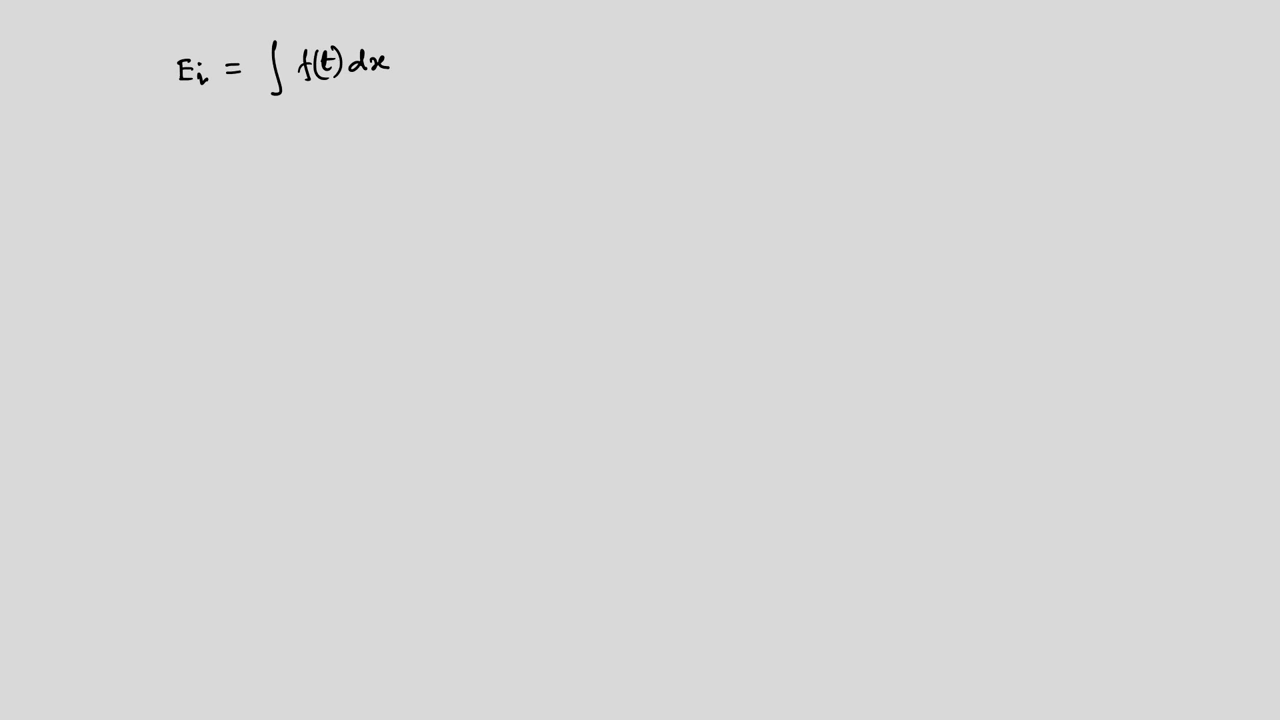 Ei = ∫ f(t) dx